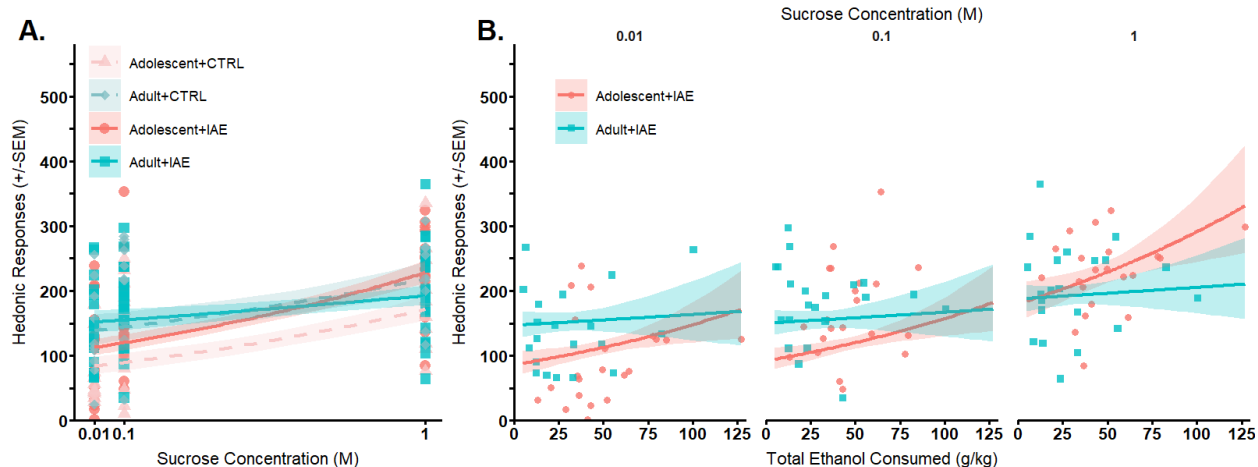 A.
Adolescent+CTRL
Adult+CTRL
Adolescent+IAE
Adult+IAE
Hedonic Responses (+/-SEM)
500
400
300
200
100
0
0.01
0.1
1
Sucrose Concentration (M)
B.
Sucrose Concentration (M)
0.01
0.1
1
Adolescent+IAE
Adult+IAE
Hedonic Responses (+/-SEM)
500
400
300
200
100
0
0 25 50 75 100 125
0 25 50 75 100 125
0 25 50 75 100 125
Total Ethanol Consumed (g/kg)